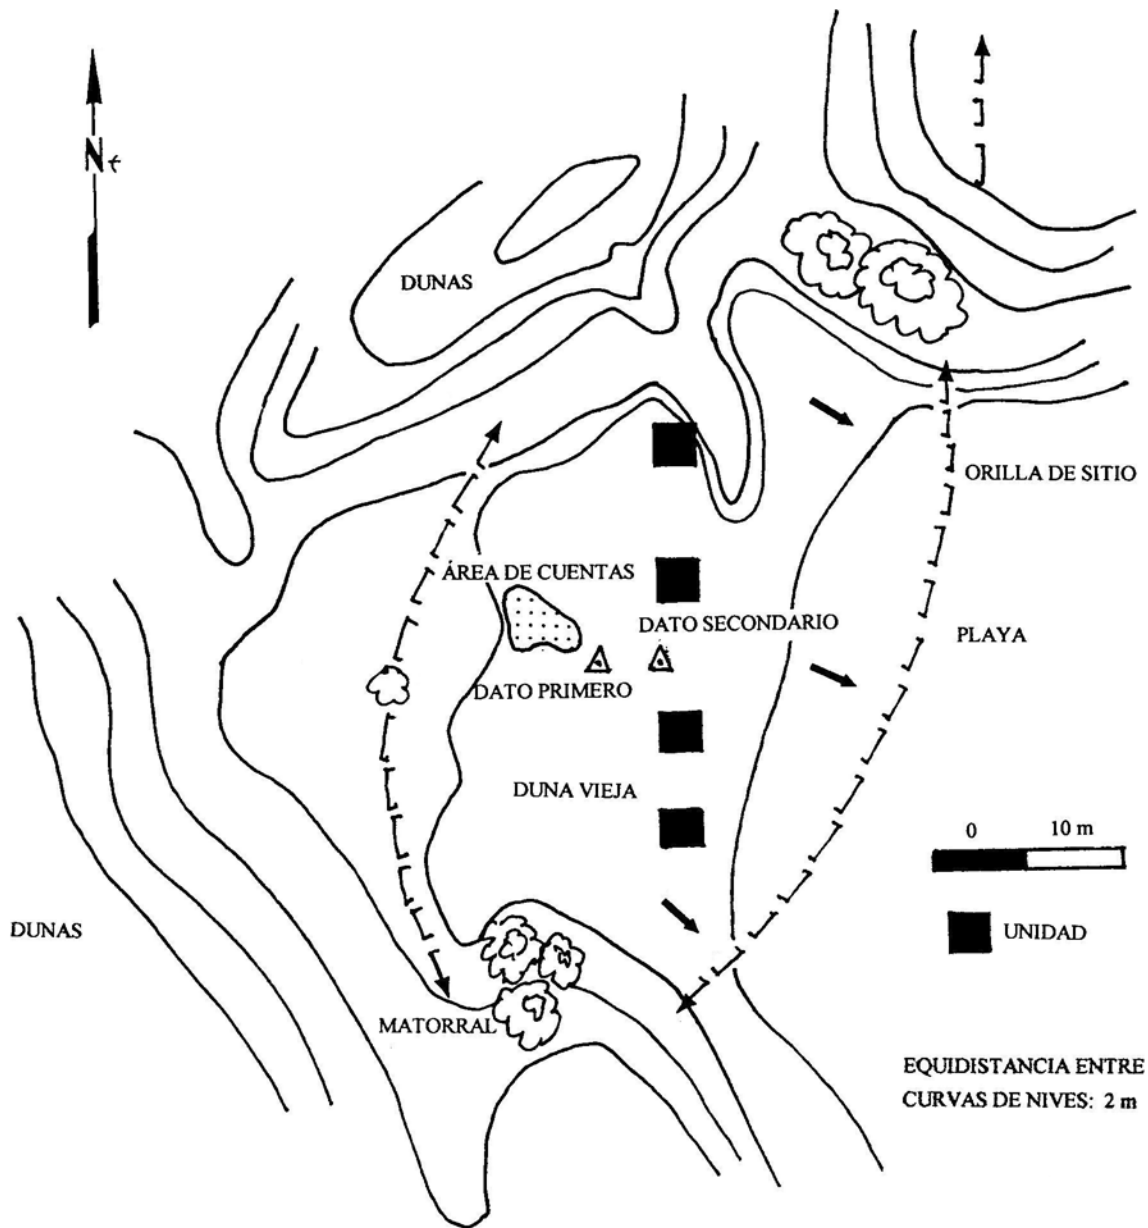 Nt
DUNAS
ORILLA DE SITIO
ÁREA DE CUENTAS
DATO SECONDARIO
PLAYA
DATO PRIMERO
DUNA VIEJA
0 10 m
DUNAS
UNIDAD
MATORRAL
EQUIDISTANCIA ENTRE
CURVAS DE NIVES: 2 m